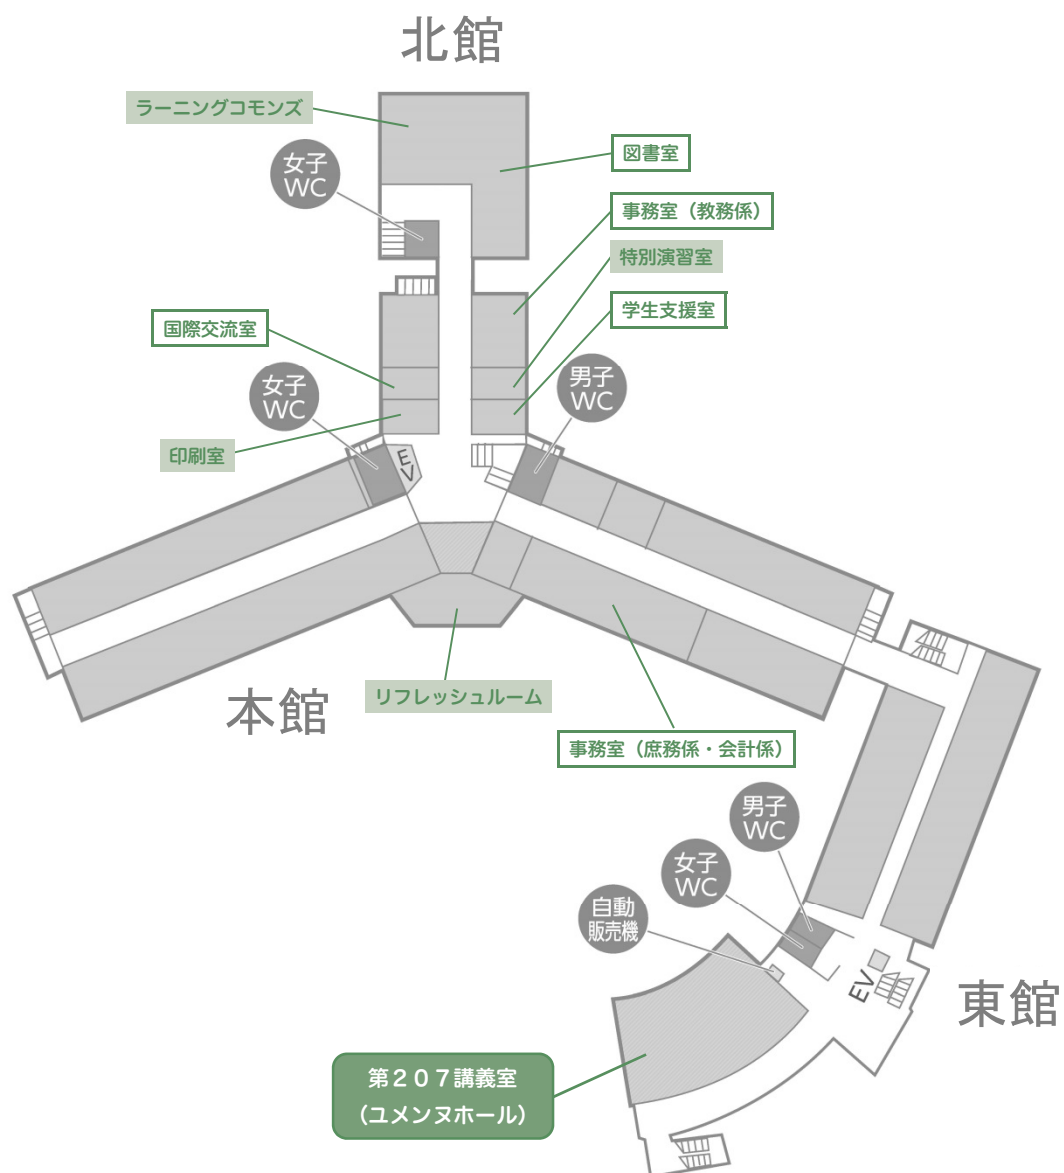 北館
ラーニングコモンズ
図書室
女子
WC
事務室（教務係）
特別演習室
学生支援室
国際交流室
女子
WC
男子
WC
印刷室
EV
リフレッシュルーム
本館
事務室（庶務係・会計係）
男子
WC
女子
WC
自動
販売機
EV
東館
第２０７講義室
（ユメンヌホール）